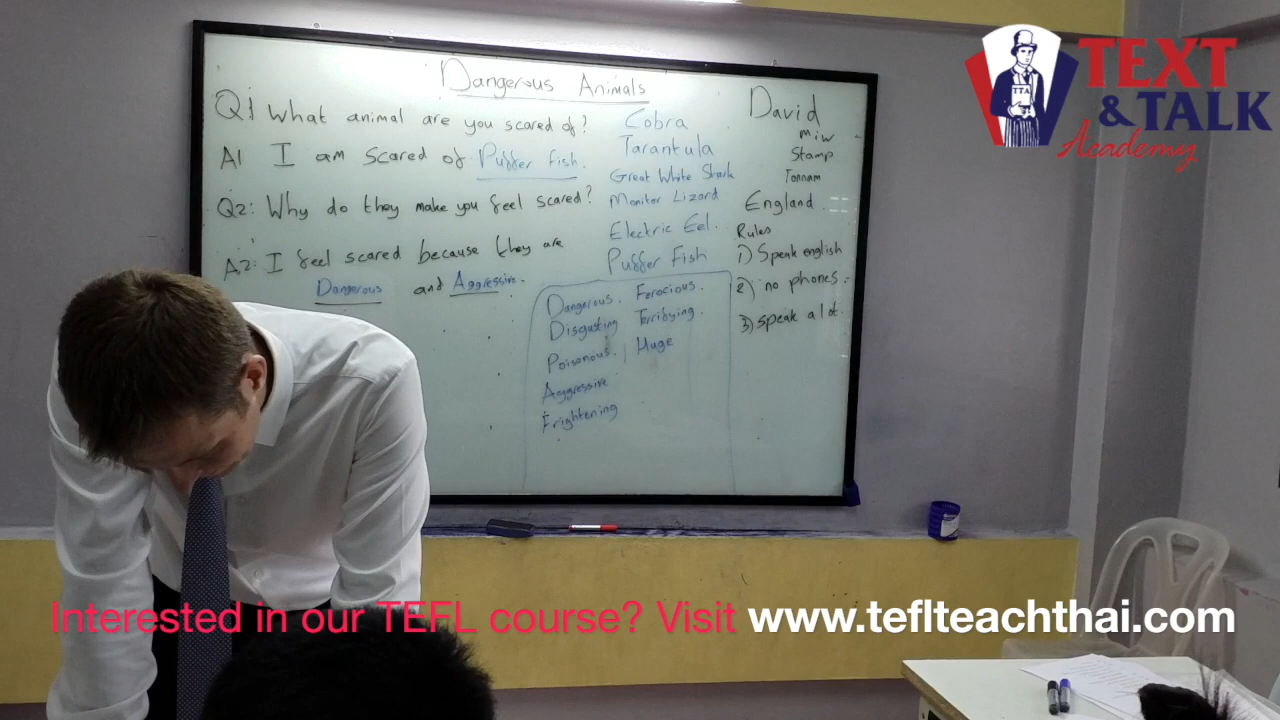 Dangerous Animals
Q1 What animal are you scared of?
A1 I am scared of Puffer fish.
Q2: Why do they make you feel scared?
A2: I feel scared because they are
Dangerous and Aggressive.
Cobra
Tarantula
Great White Shark
Monitor Lizard
Electric Eel.
Puffer Fish
Dangerous. Ferocious.
Disgusting Terrifying.
Poisonous. Huge
Aggressive
Frightening
David
Miw
Stamp
Tonnam
England
Rules
1) Speak english
2) no phones.
3) Speak a lot.
TEXT
& TALK
Academy
TTA
Interested in our TEFL course? Visit www.teflteachthai.com